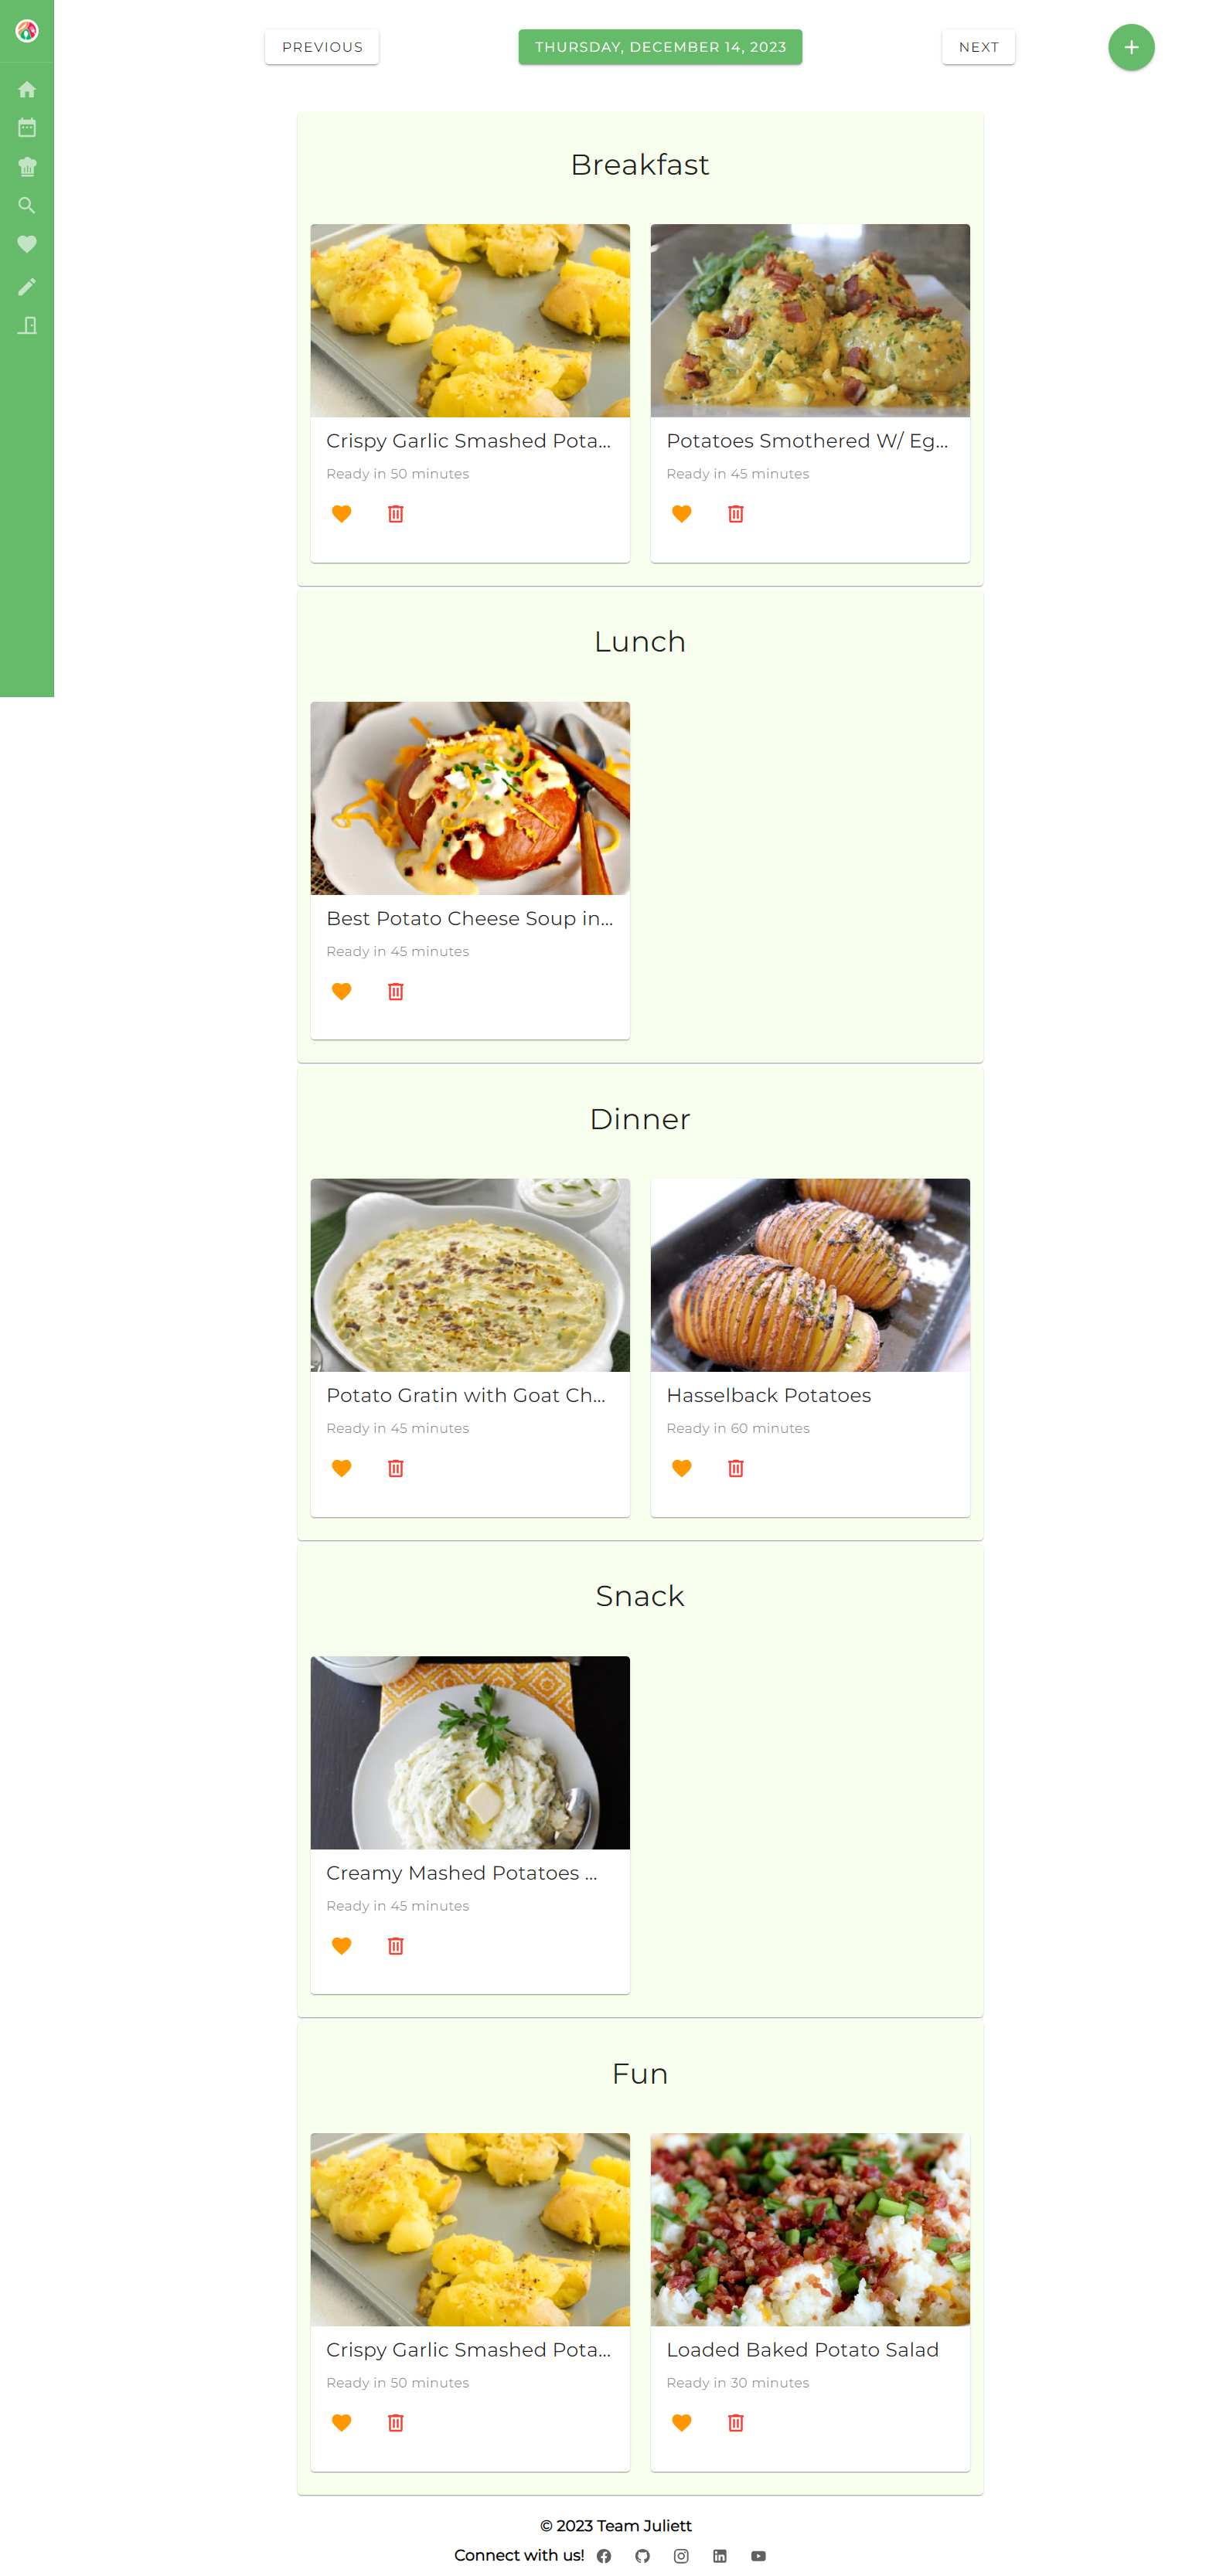 PREVIOUS
THURSDAY, DECEMBER 14, 2023
NEXT
Breakfast
Crispy Garlic Smashed Pota...
Ready in 50 minutes
Potatoes Smothered W/ Eg...
Ready in 45 minutes
Lunch
Best Potato Cheese Soup in...
Ready in 45 minutes
Dinner
Potato Gratin with Goat Ch...
Ready in 45 minutes
Hasselback Potatoes
Ready in 60 minutes
Snack
Creamy Mashed Potatoes ...
Ready in 45 minutes
Fun
Crispy Garlic Smashed Pota...
Ready in 50 minutes
Loaded Baked Potato Salad
Ready in 30 minutes
© 2023 Team Juliett
Connect with us!